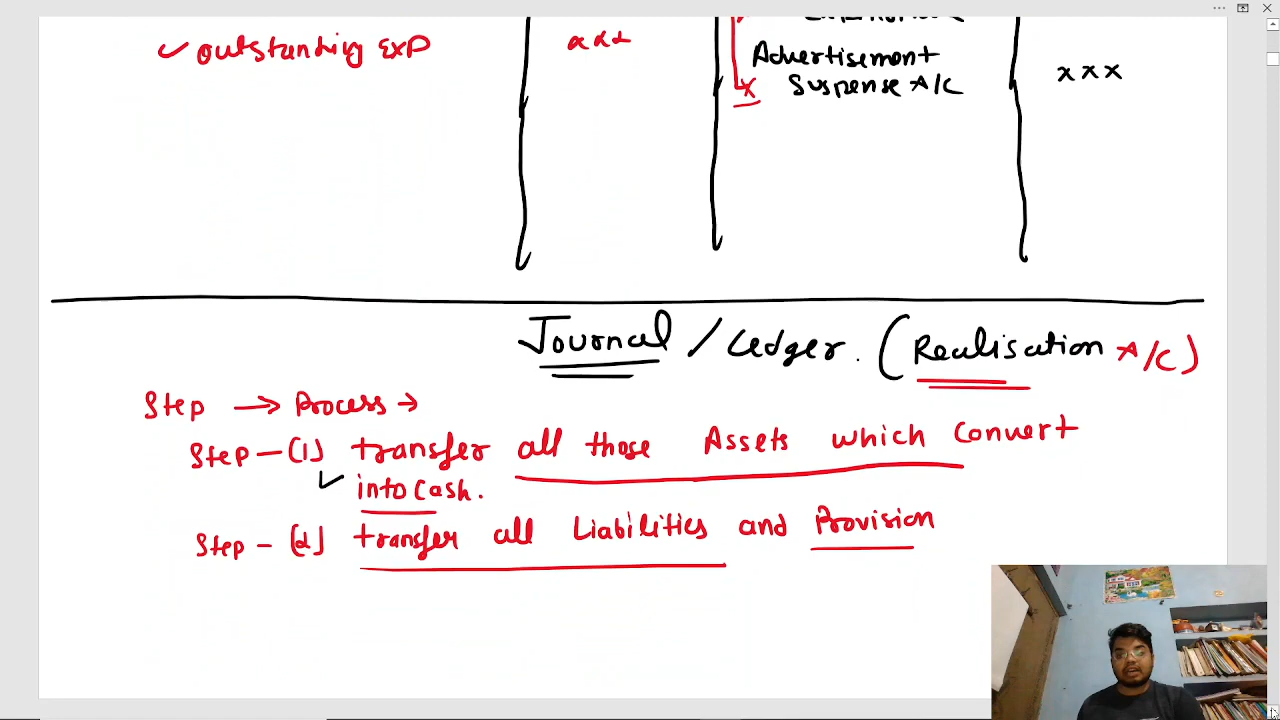 ✓ outstanding Exp
xxx
Advertisement
x Suspense A/C
xxx
Journal / Ledger. (Realisation A/C)
Step → Process →
Step – (1) transfer all those Assets which convert
✓ into cash.
Step – (2) transfer all Liabilities and Provision